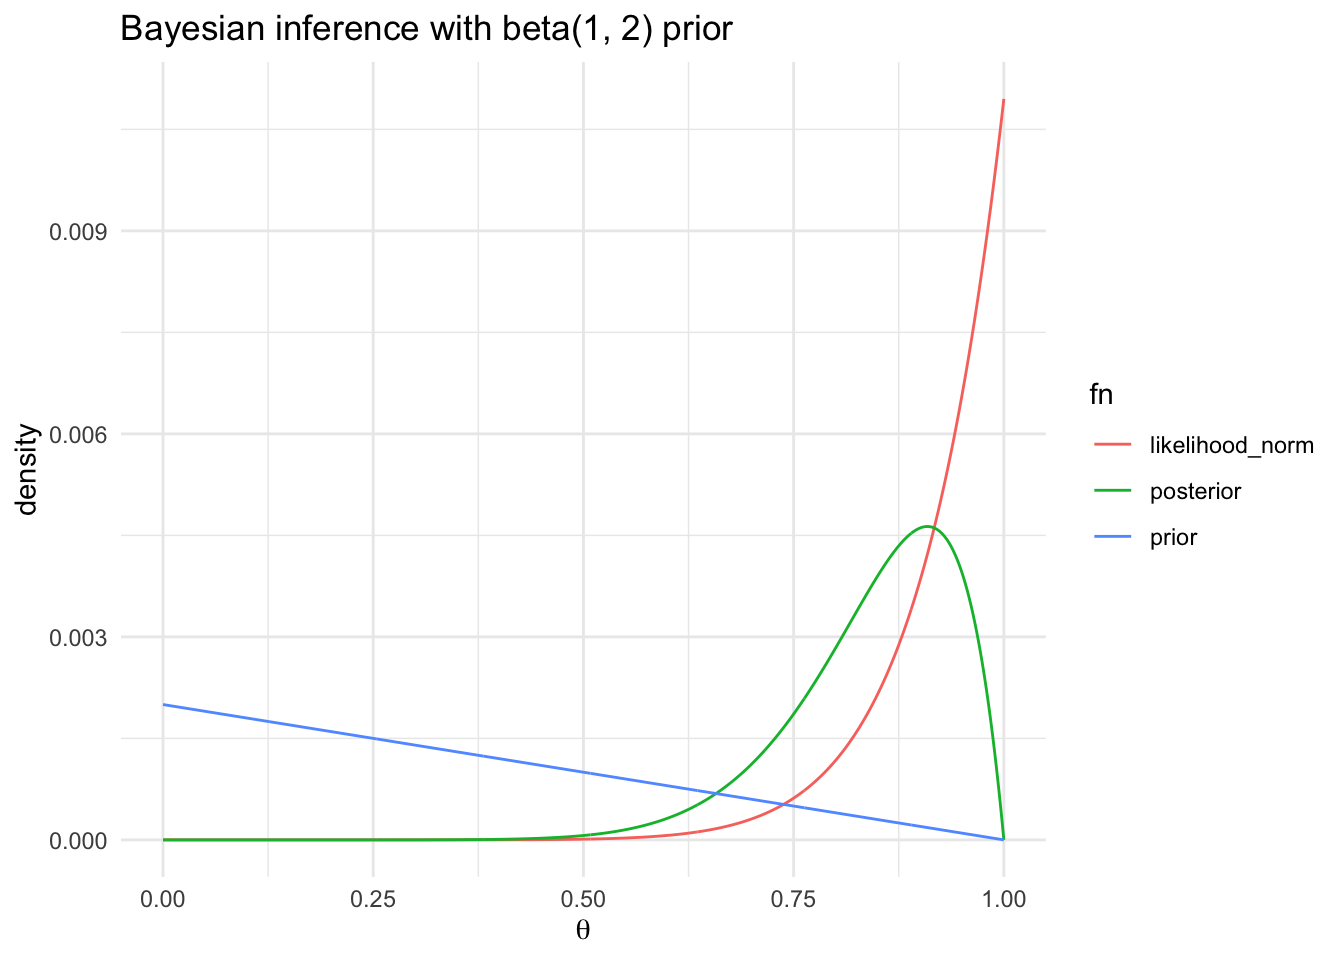 Bayesian inference with beta(1, 2) prior
density
0.009
0.006
0.003
0.000
0.00 0.25 0.50 0.75 1.00
θ
fn
likelihood_norm
posterior
prior